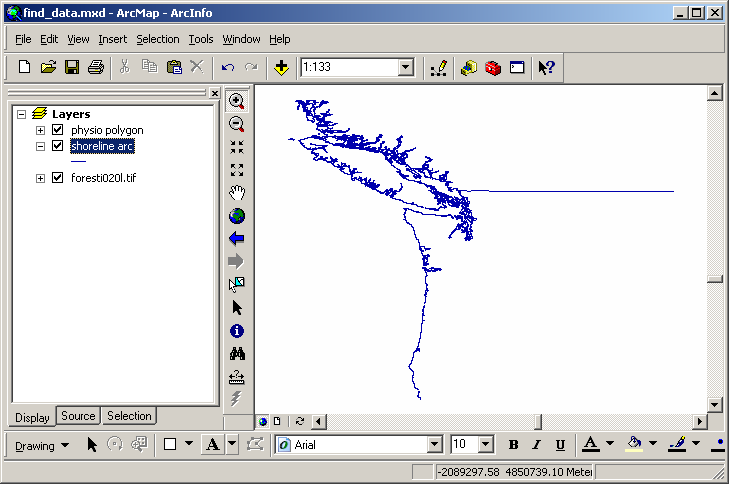 find_data.mxd - ArcMap - ArcInfo
File Edit View Insert Selection Tools Window Help
1:133
Layers
physio polygon
shoreline arc
foresti020l.tif
Display Source Selection
Drawing A Arial 10 B I U A
-2089297.58 4850739.10 Meter